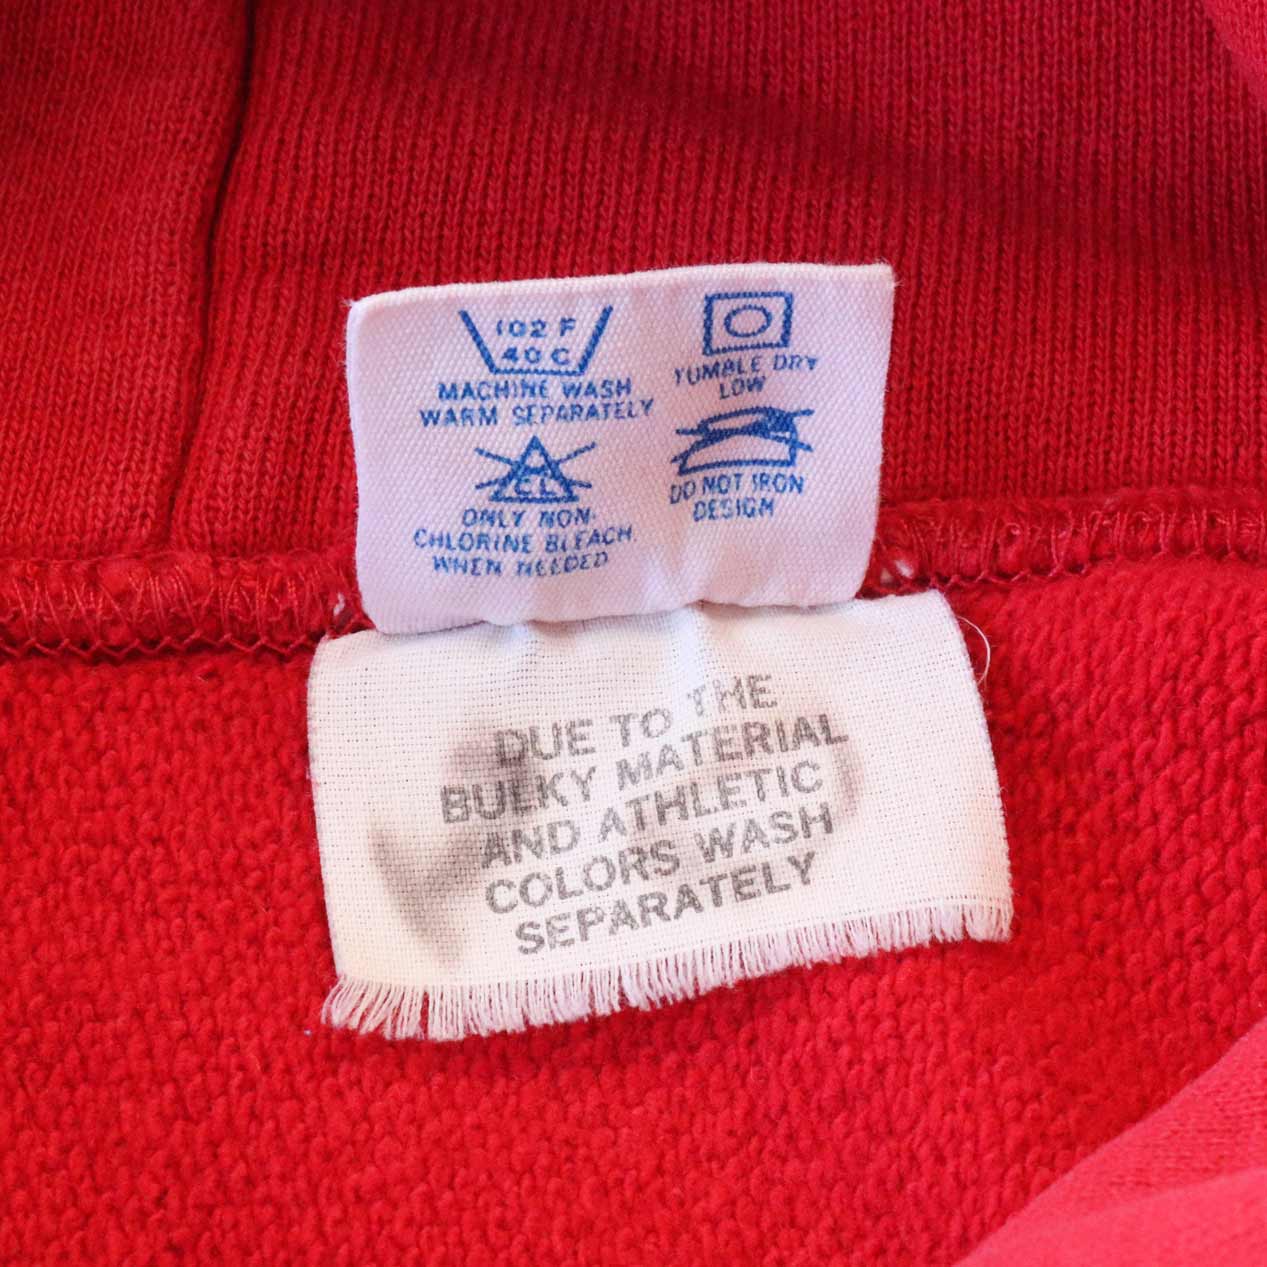 102 F
40 C
MACHINE WASH
WARM SEPARATELY
CL
ONLY NON-
CHLORINE BLEACH
WHEN NEEDED
TUMBLE DRY
LOW
DO NOT IRON
DESIGN
DUE TO THE
BULKY MATERIAL
AND ATHLETIC
COLORS WASH
SEPARATELY